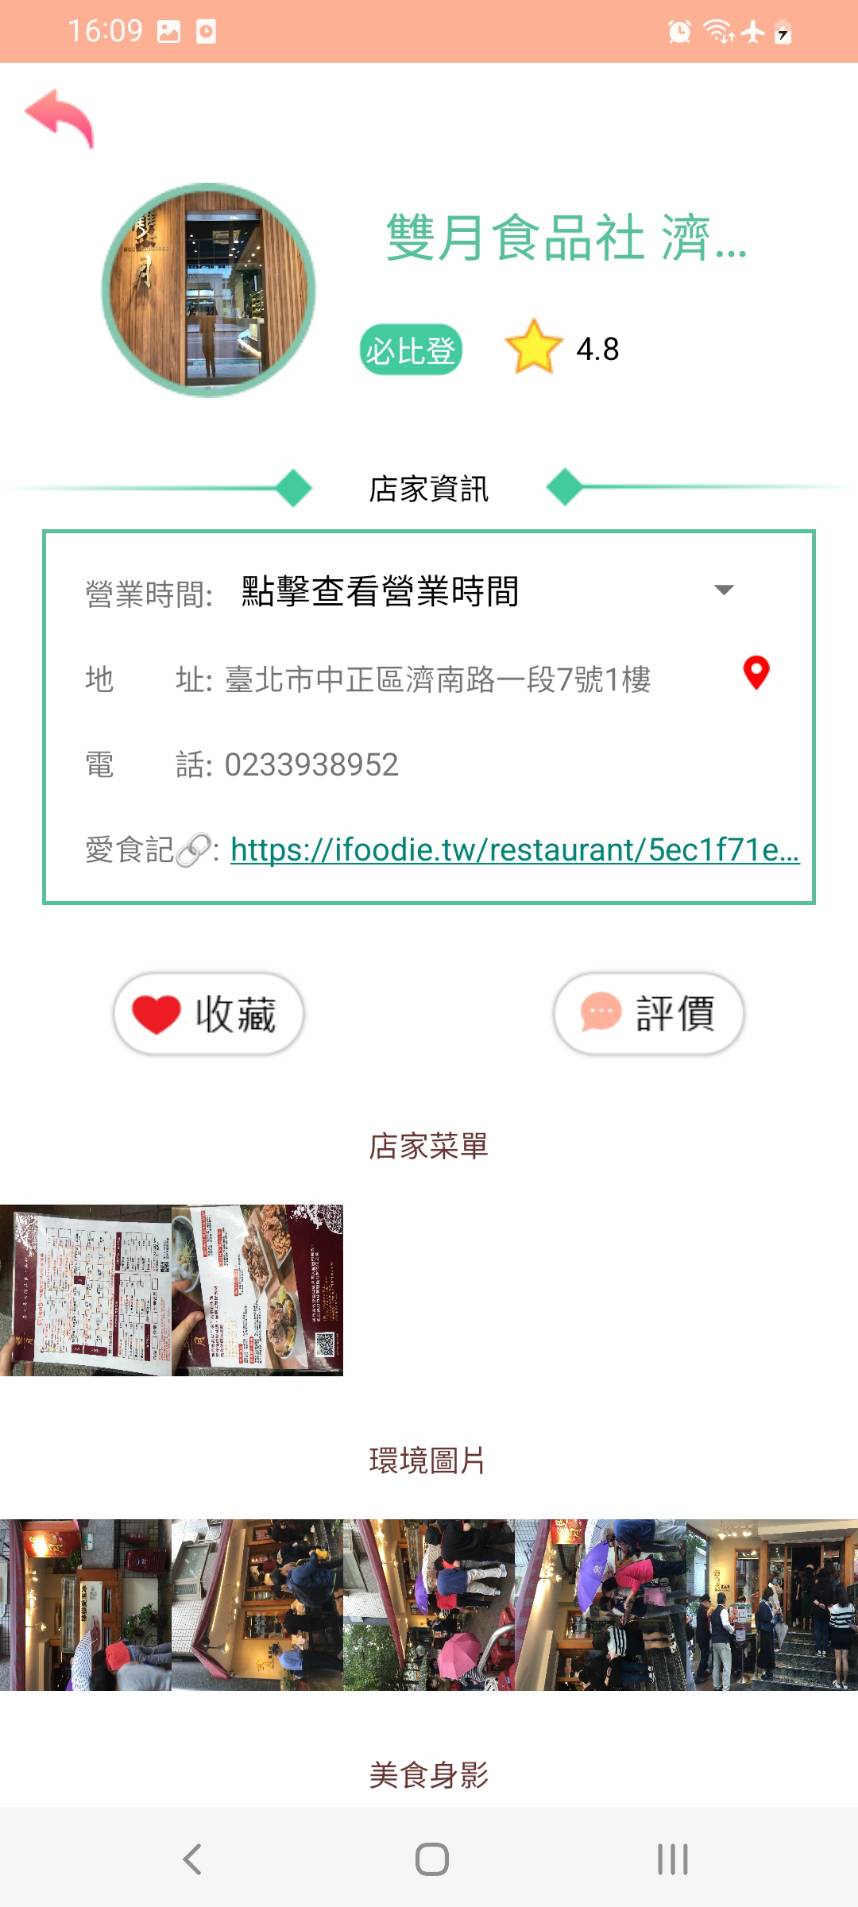 16:09
雙月
雙月食品社 濟...
必比登
4.8
店家資訊
營業時間: 點擊查看營業時間
地 址: 臺北市中正區濟南路一段7號1樓
電 話: 0233938952
愛食記: https://ifoodie.tw/restaurant/5ec1f71e...
收藏
評價
店家菜單
環境圖片
美食身影